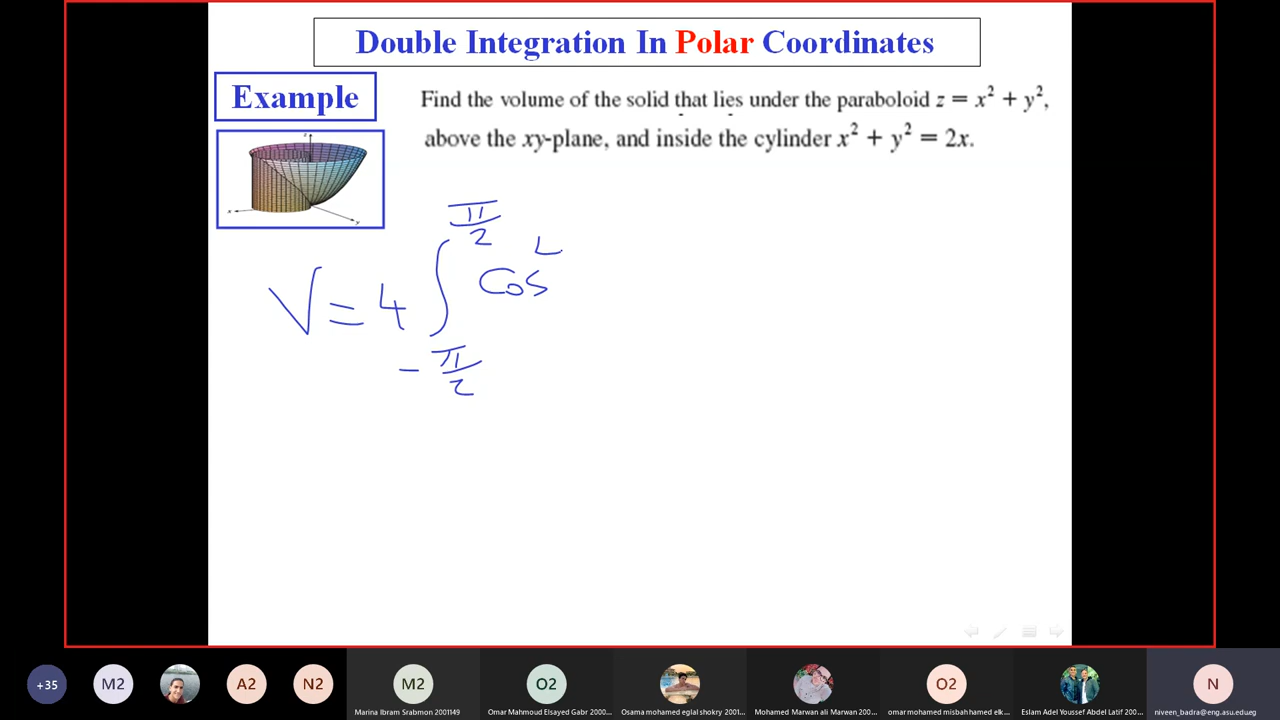 Double Integration In Polar Coordinates
Example
Find the volume of the solid that lies under the paraboloid z = x² + y²,
above the xy-plane, and inside the cylinder x² + y² = 2x.
V = 4 ∫ cos
π/2
-π/2
+35
M2
A2
N2
M2
O2
O2
N
Marina Ibram Srabmon 2001149
Omar Mahmoud Elsayed Gabr 2000...
Osama mohamed eglal shokry 2001...
Mohamed Marwan ali Marwan 200...
omar mohamed misbah hamed elk...
Eslam Adel Youssef Abdel Latif 200...
niveen_badra@eng.asu.edueg